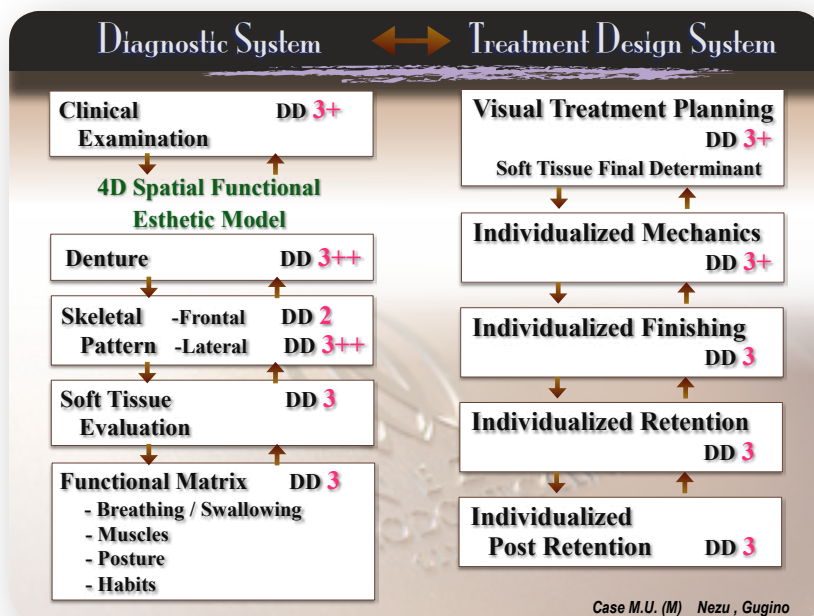 Diagnostic System
Treatment Design System
Clinical DD 3+
Examination
4D Spatial Functional
Esthetic Model
Denture DD 3++
Skeletal -Frontal DD 2
Pattern -Lateral DD 3++
Soft Tissue DD 3
Evaluation
Functional Matrix DD 3
- Breathing / Swallowing
- Muscles
- Posture
- Habits
Visual Treatment Planning
DD 3+
Soft Tissue Final Determinant
Individualized Mechanics
DD 3+
Individualized Finishing
DD 3
Individualized Retention
DD 3
Individualized
Post Retention DD 3
Case M.U. (M) Nezu , Gugino